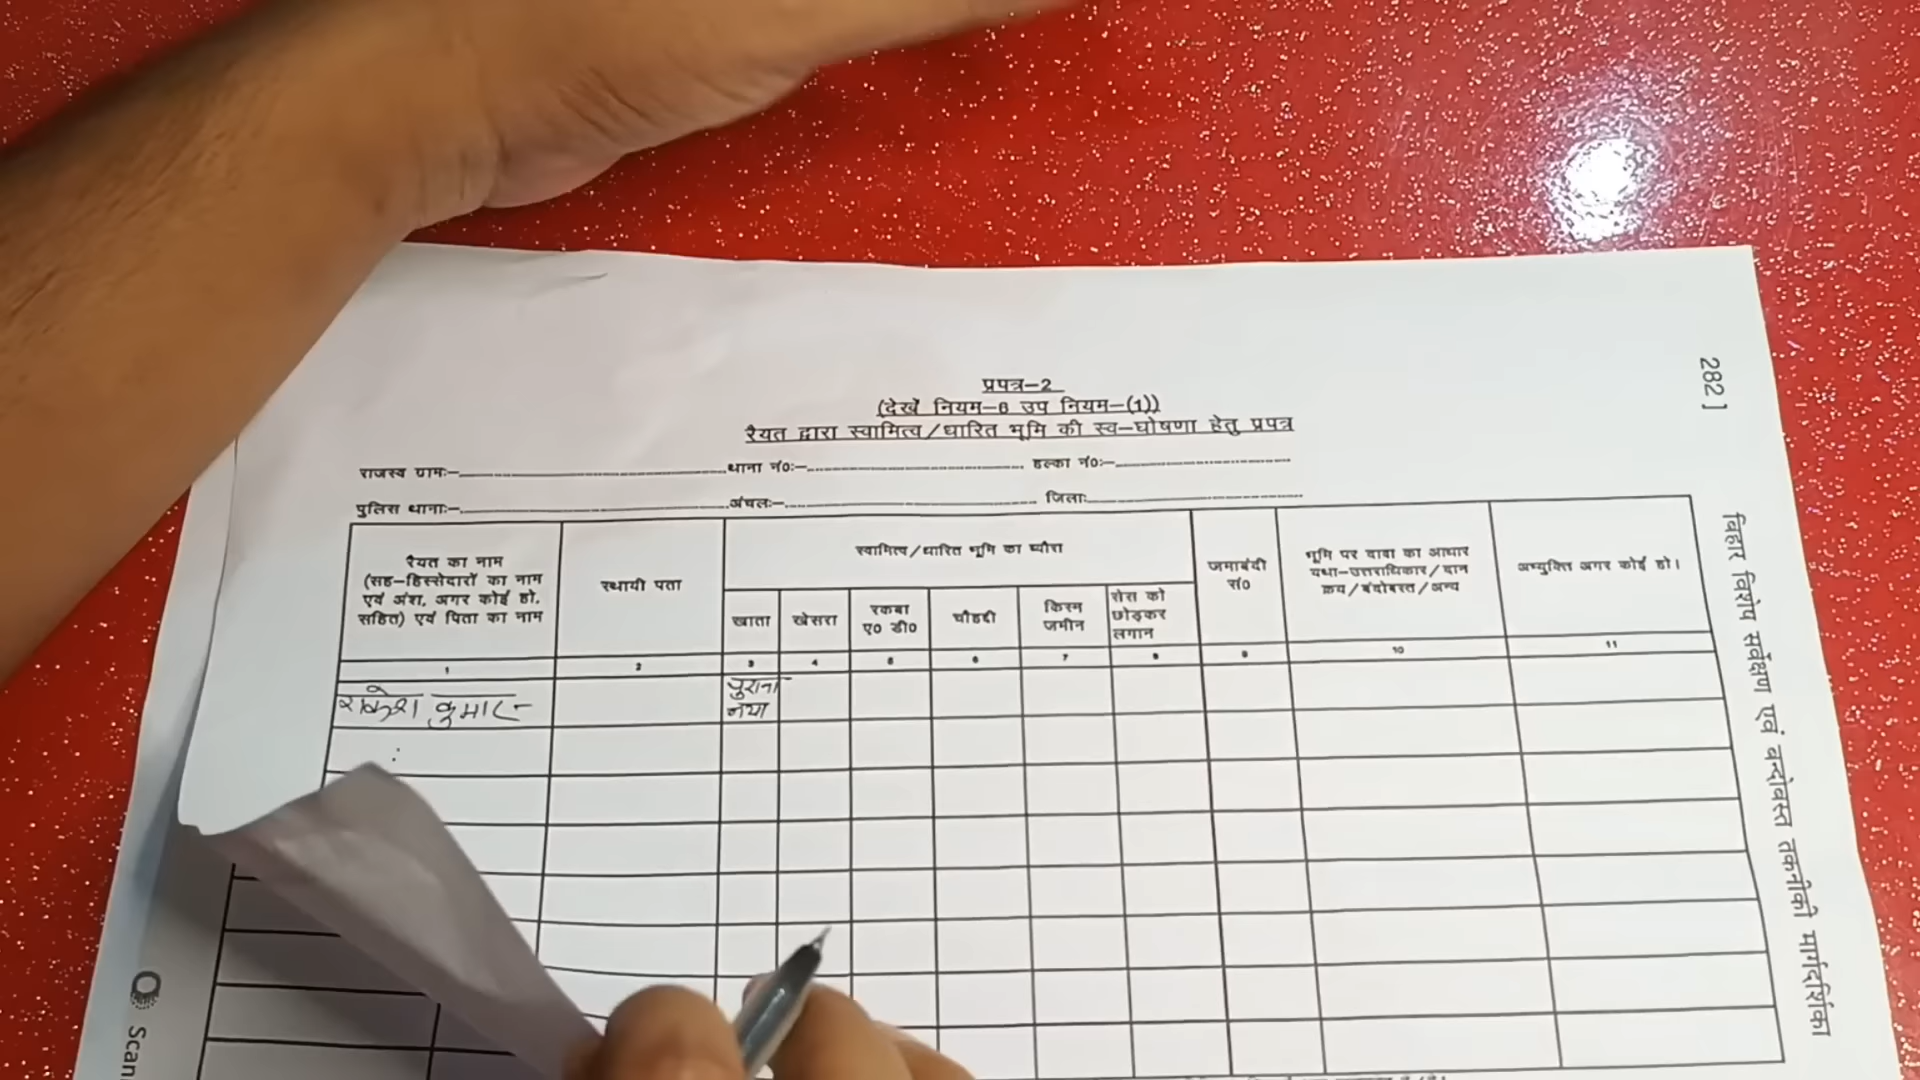 282]
प्रपत्र–2
(देखें नियम–6 उप नियम–(1))
रैयत द्वारा स्वामित्व/धारित भूमि की स्व–घोषणा हेतु प्रपत्र
राजस्व ग्रामः–........................थाना नं0:–........................ हल्का नं0:–........................
पुलिस थानाः–........................अंचलः–........................ जिलाः........................
रैयत का नाम
(सह–हिस्सेदारों का नाम
एवं अंश, अगर कोई हो,
सहित) एवं पिता का नाम
स्थायी पता
स्वामित्व/धारित भूमि का ब्यौरा
खाता
खेसरा
रकबा
ए0 डी0
चौहद्दी
किस्म
जमीन
सेस को
छोड़कर
लगान
जमाबंदी
सं0
भूमि पर दावा का आधार
यथा–उत्तराधिकार/दान
क्रय/बंदोबस्त/अन्य
अभ्युक्ति अगर कोई हो।
1 2 3 4 5 6 7 8 9 10 11
राकेश कुमार–
पुराना
नया
बिहार विशेष सर्वेक्षण एवं बन्दोबस्त तकनीकी मार्गदर्शिका
Scan